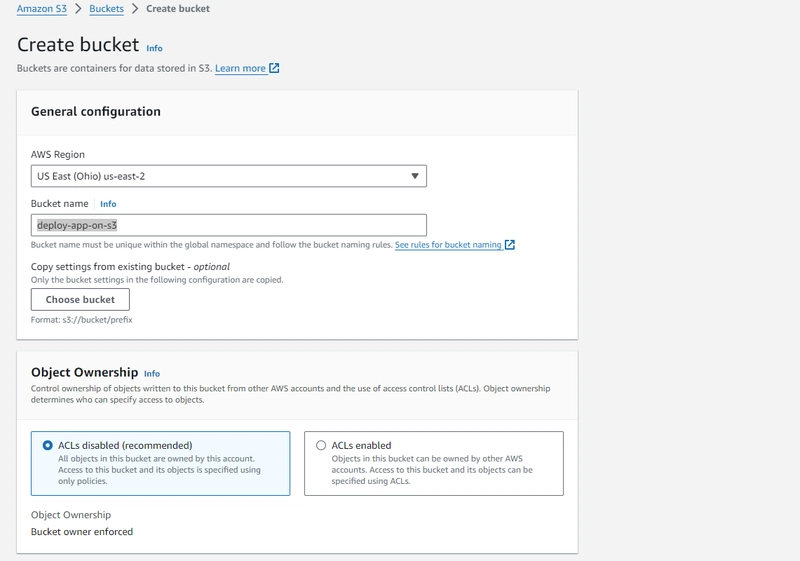 Amazon S3 > Buckets > Create bucket
Create bucket Info
Buckets are containers for data stored in S3. Learn more
General configuration
AWS Region
US East (Ohio) us-east-2
Bucket name Info
deploy-app-on-s3
Bucket name must be unique within the global namespace and follow the bucket naming rules. See rules for bucket naming
Copy settings from existing bucket - optional
Only the bucket settings in the following configuration are copied.
Choose bucket
Format: s3://bucket/prefix
Object Ownership Info
Control ownership of objects written to this bucket from other AWS accounts and the use of access control lists (ACLs). Object ownership
determines who can specify access to objects.
ACLs disabled (recommended)
All objects in this bucket are owned by this account.
Access to this bucket and its objects is specified using
only policies.
ACLs enabled
Objects in this bucket can be owned by other AWS
accounts. Access to this bucket and its objects can be
specified using ACLs.
Object Ownership
Bucket owner enforced